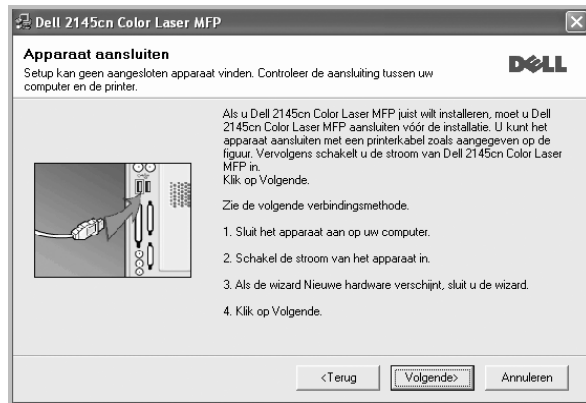 Dell 2145cn Color Laser MFP
Apparaat aansluiten
Setup kan geen aangesloten apparaat vinden. Controleer de aansluiting tussen uw
computer en de printer.
DELL
Als u Dell 2145cn Color Laser MFP juist wilt installeren, moet u Dell
2145cn Color Laser MFP aansluiten vóór de installatie. U kunt het
apparaat aansluiten met een printerkabel zoals aangegeven op de
figuur. Vervolgens schakelt u de stroom van Dell 2145cn Color Laser
MFP in.
Klik op Volgende.
Zie de volgende verbindingsmethode.
1. Sluit het apparaat aan op uw computer.
2. Schakel de stroom van het apparaat in.
3. Als de wizard Nieuwe hardware verschijnt, sluit u de wizard.
4. Klik op Volgende.
<Terug
Volgende>
Annuleren